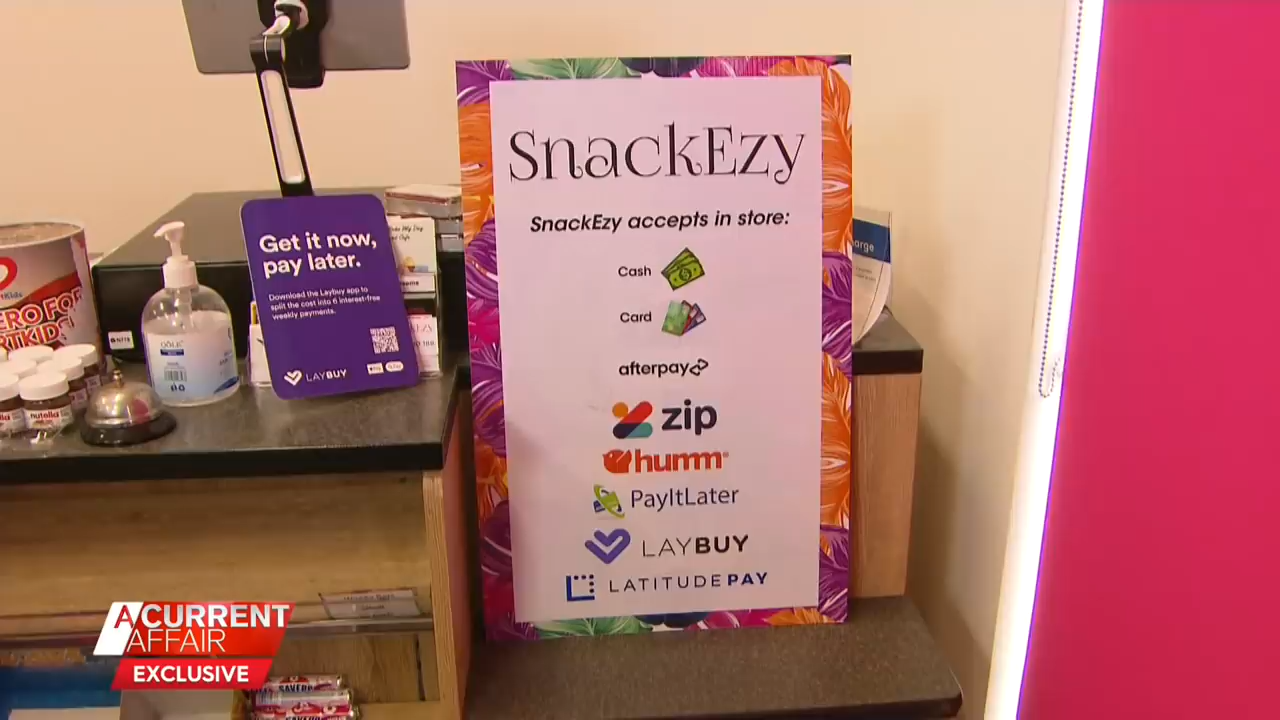 SnackEzy
SnackEzy accepts in store:
Cash
Card
afterpay
zip
humm
PayItLater
LAYBUY
LATITUDEPAY
Get it now,
pay later.
Download the Laybuy app to
split the cost into 6 interest-free
weekly payments.
LAYBUY
nutella
A CURRENT
AFFAIR
EXCLUSIVE